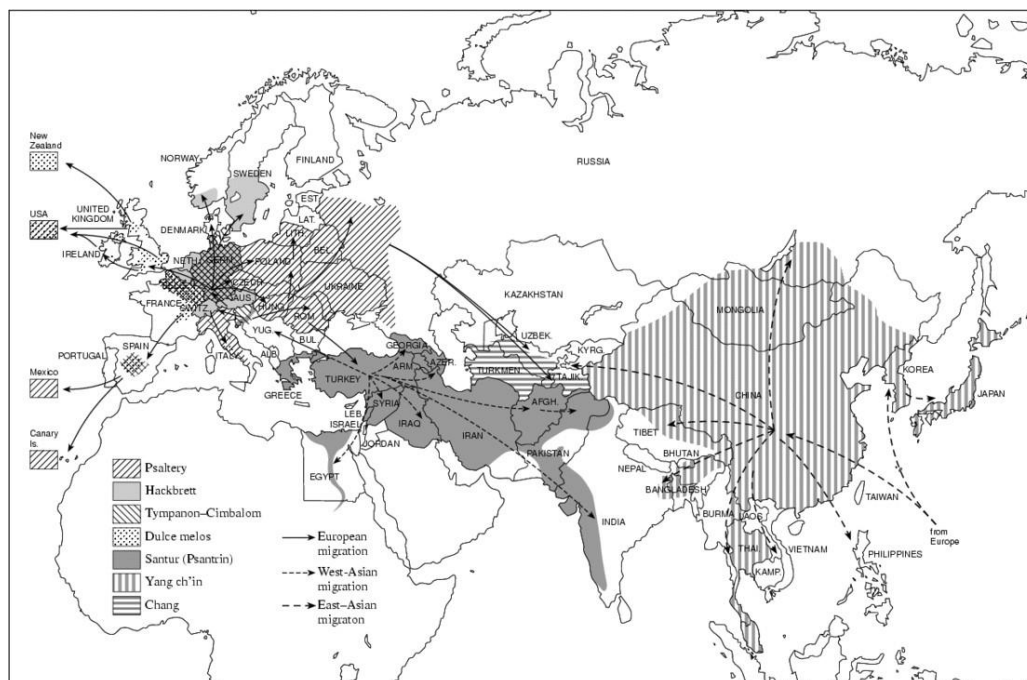 New
Zealand
USA
UNITED
KINGDOM
IRELAND
NORWAY
SWEDEN
FINLAND
RUSSIA
DENMARK
EST.
LAT.
LITH.
BEL.
NETH.
GERM.
POLAND
CZECH.
UKRAINE
FRANCE
SWITZ.
AUS.
HUNG.
ROM.
KAZAKHSTAN
MONGOLIA
PORTUGAL
SPAIN
ITALY
YUG.
BUL.
ALB.
GREECE
GEORGIA
ARM.
AZER.
TURKEY
UZBEK.
KYRG.
TURKMEN.
TAJIK.
CHINA
KOREA
JAPAN
Mexico
Canary
Is.
LEB.
ISRAEL
SYRIA
IRAQ
JORDAN
EGYPT
IRAN
AFGH.
PAKISTAN
TIBET
NEPAL
BHUTAN
BANGLADESH
INDIA
BURMA
LAOS
THAI.
KAMP.
VIETNAM
TAIWAN
PHILIPPINES
from
Europe
Psaltery
Hackbrett
Tympanon–Cimbalom
Dulce melos
Santur (Psantrin)
Yang ch'in
Chang
European
migration
West-Asian
migration
East–Asian
migraton